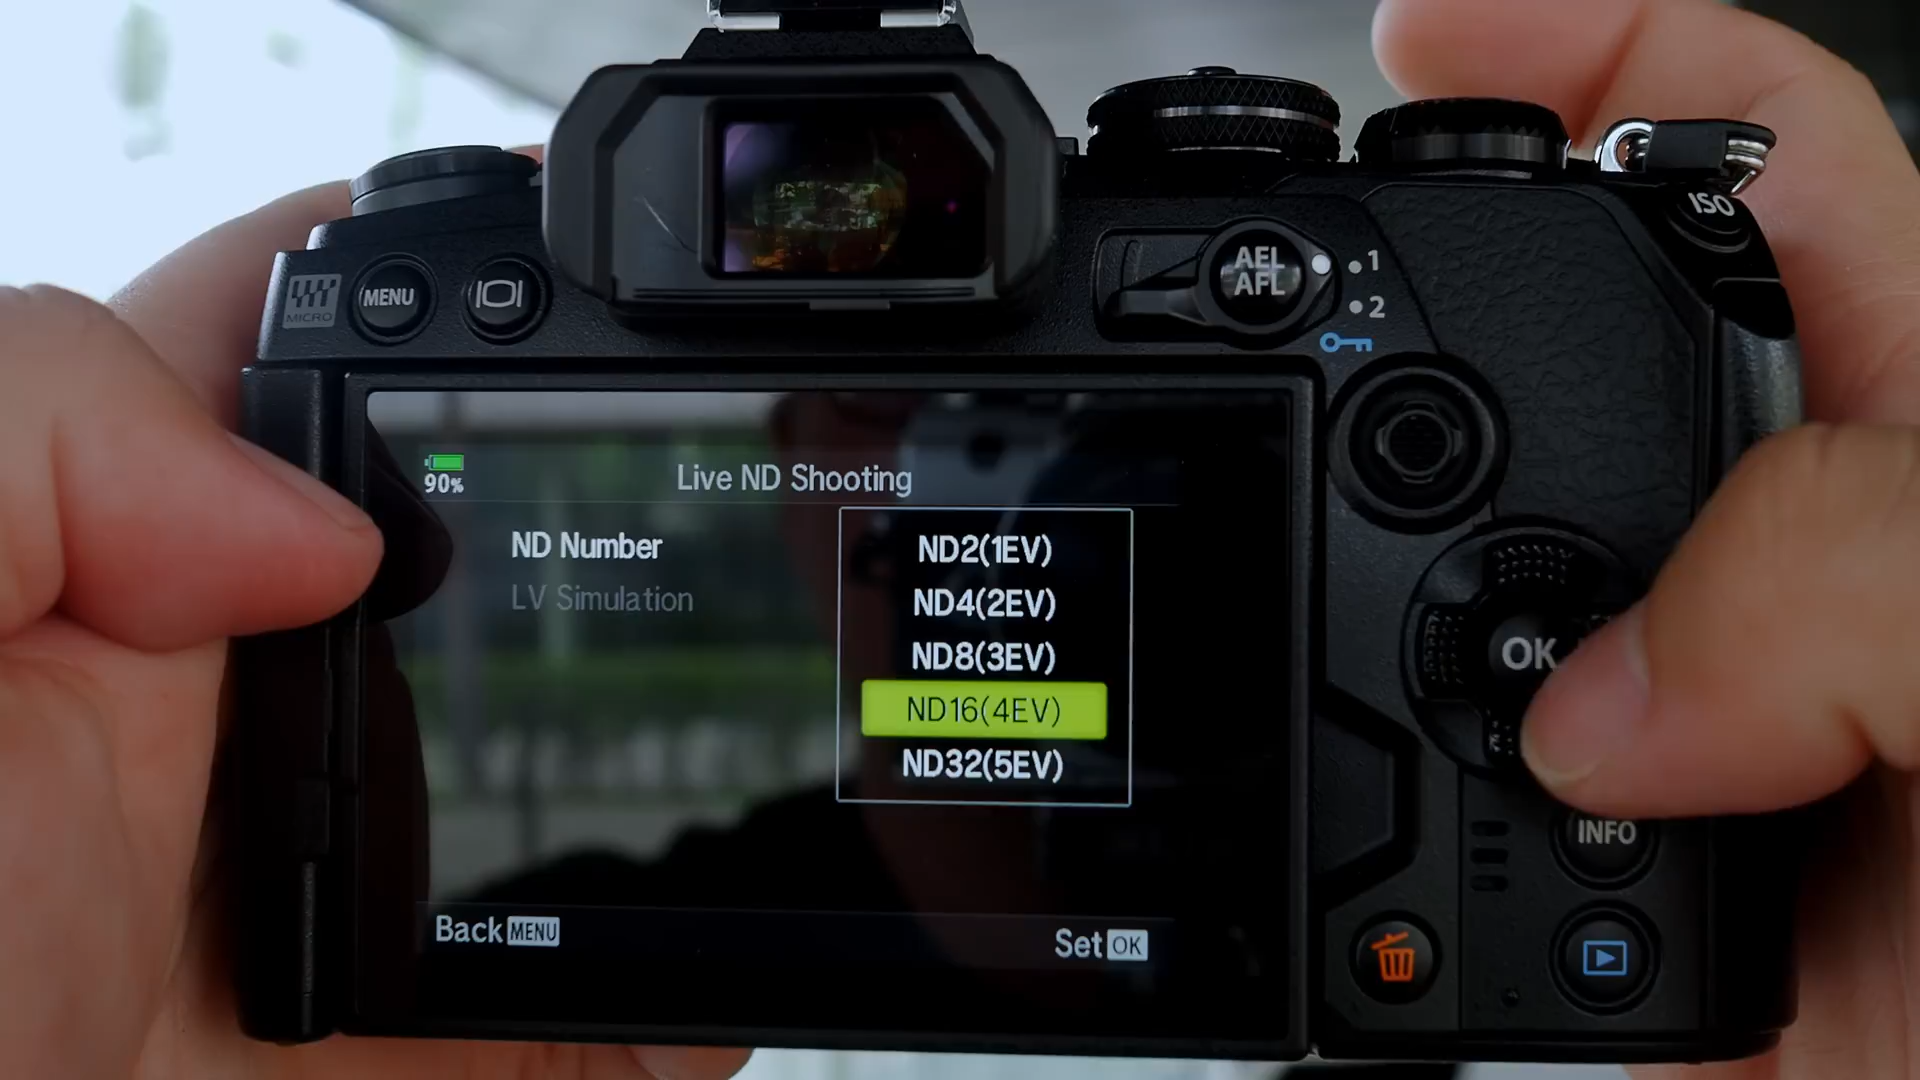 ISO
AEL
AFL
1
2
MICRO
MENU
90%
Live ND Shooting
ND Number
LV Simulation
ND2(1EV)
ND4(2EV)
ND8(3EV)
ND16(4EV)
ND32(5EV)
OK
INFO
Back MENU
Set OK